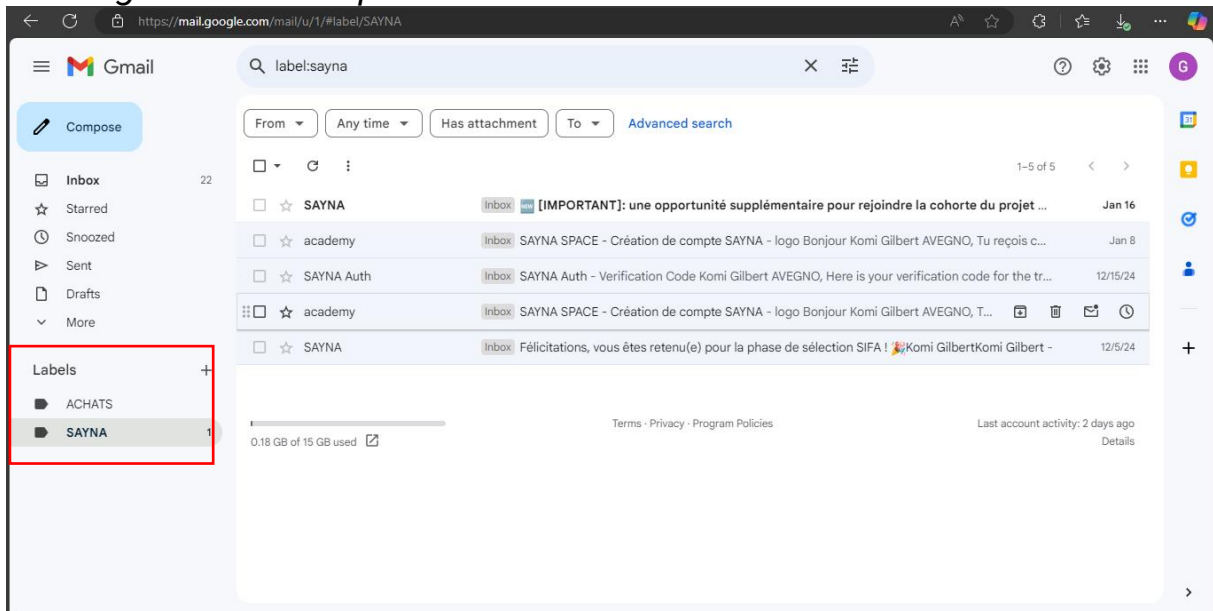 https://mail.google.com/mail/u/1/#label/SAYNA
Gmail
label:sayna
G
Compose
From Any time Has attachment To Advanced search
31
1–5 of 5
Inbox 22
Starred
Snoozed
Sent
Drafts
More
SAYNA Inbox NEW [IMPORTANT]: une opportunité supplémentaire pour rejoindre la cohorte du projet ... Jan 16
academy Inbox SAYNA SPACE - Création de compte SAYNA - logo Bonjour Komi Gilbert AVEGNO, Tu reçois c... Jan 8
SAYNA Auth Inbox SAYNA Auth - Verification Code Komi Gilbert AVEGNO, Here is your verification code for the tr... 12/15/24
academy Inbox SAYNA SPACE - Création de compte SAYNA - logo Bonjour Komi Gilbert AVEGNO, T...
SAYNA Inbox Félicitations, vous êtes retenu(e) pour la phase de sélection SIFA ! 🎉Komi GilbertKomi Gilbert - 12/5/24
Labels
ACHATS
SAYNA 1
0.18 GB of 15 GB used
Terms · Privacy · Program Policies
Last account activity: 2 days ago
Details